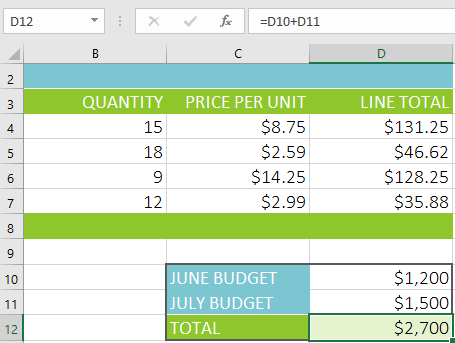 D12 fx =D10+D11
B C D
2
3 QUANTITY PRICE PER UNIT LINE TOTAL
4 15 $8.75 $131.25
5 18 $2.59 $46.62
6 9 $14.25 $128.25
7 12 $2.99 $35.88
8
9
10 JUNE BUDGET $1,200
11 JULY BUDGET $1,500
12 TOTAL $2,700